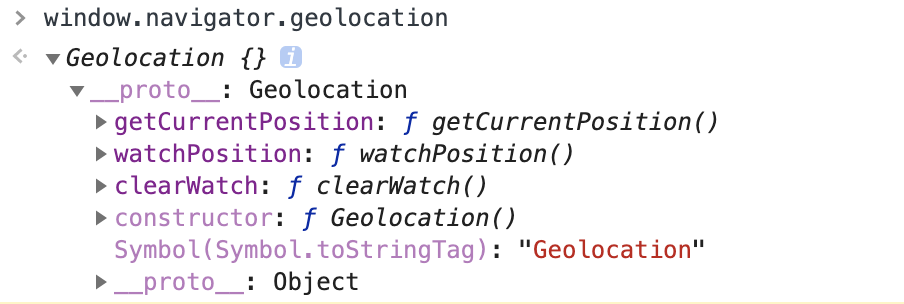 > window.navigator.geolocation
<· ▼Geolocation {} i
▼__proto__: Geolocation
▶getCurrentPosition: ƒ getCurrentPosition()
▶watchPosition: ƒ watchPosition()
▶clearWatch: ƒ clearWatch()
▶constructor: ƒ Geolocation()
Symbol(Symbol.toStringTag): "Geolocation"
▶__proto__: Object